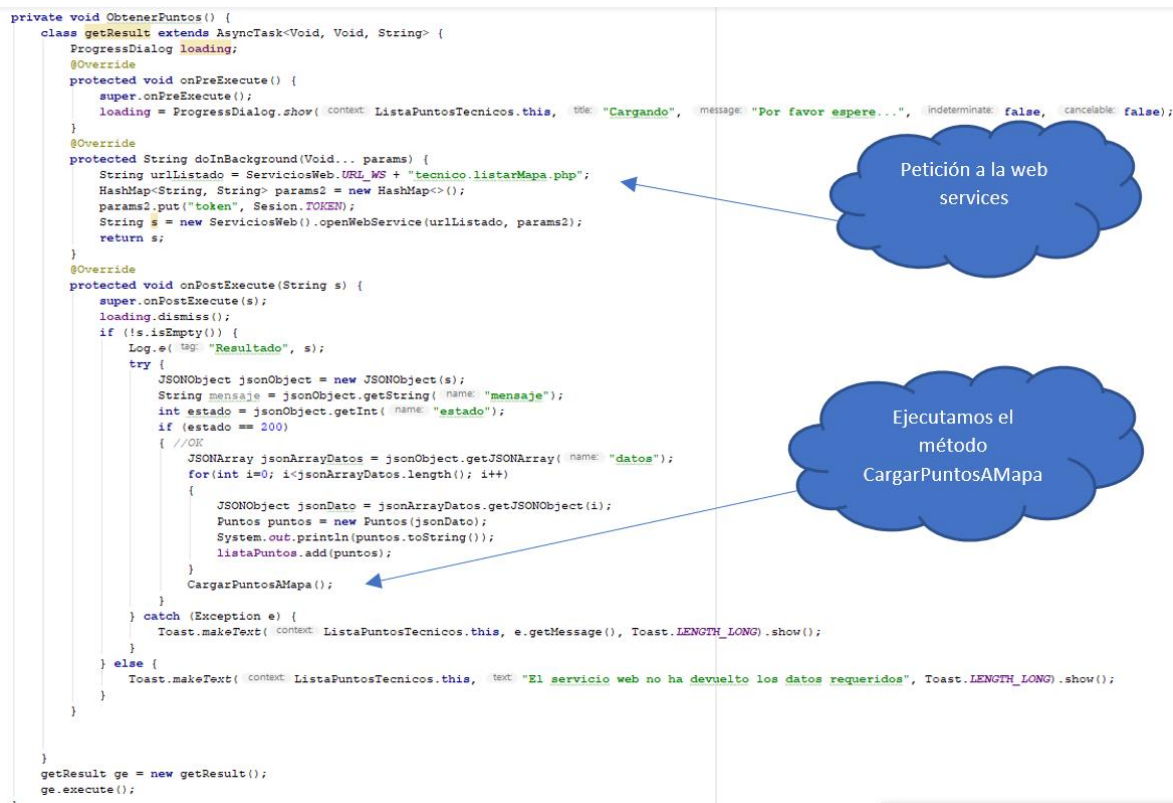 private void ObtenerPuntos() {
class getResult extends AsyncTask<Void, Void, String> {
ProgressDialog loading;
@Override
protected void onPreExecute() {
super.onPreExecute();
loading = ProgressDialog.show( context: ListaPuntosTecnicos.this, title: "Cargando", message: "Por favor espere...", indeterminate: false, cancelable: false);
}
@Override
protected String doInBackground(Void... params) {
String urlListado = ServiciosWeb.URL_WS + "tecnico.listarMapa.php";
HashMap<String, String> params2 = new HashMap<>();
params2.put("token", Sesion.TOKEN);
String s = new ServiciosWeb().openWebService(urlListado, params2);
return s;
}
@Override
protected void onPostExecute(String s) {
super.onPostExecute(s);
loading.dismiss();
if (!s.isEmpty()) {
Log.e( tag: "Resultado", s);
try {
JSONObject jsonObject = new JSONObject(s);
String mensaje = jsonObject.getString( name: "mensaje");
int estado = jsonObject.getInt( name: "estado");
if (estado == 200)
{ //OK
JSONArray jsonArrayDatos = jsonObject.getJSONArray( name: "datos");
for(int i=0; i<jsonArrayDatos.length(); i++)
{
JSONObject jsonDato = jsonArrayDatos.getJSONObject(i);
Puntos puntos = new Puntos(jsonDato);
System.out.println(puntos.toString());
listaPuntos.add(puntos);
}
CargarPuntosAMapa();
}
} catch (Exception e) {
Toast.makeText( context: ListaPuntosTecnicos.this, e.getMessage(), Toast.LENGTH_LONG).show();
}
} else {
Toast.makeText( context: ListaPuntosTecnicos.this, text: "El servicio web no ha devuelto los datos requeridos", Toast.LENGTH_LONG).show();
}
}
}
getResult ge = new getResult();
ge.execute();
Petición a la web
services
Ejecutamos el
método
CargarPuntosAMapa